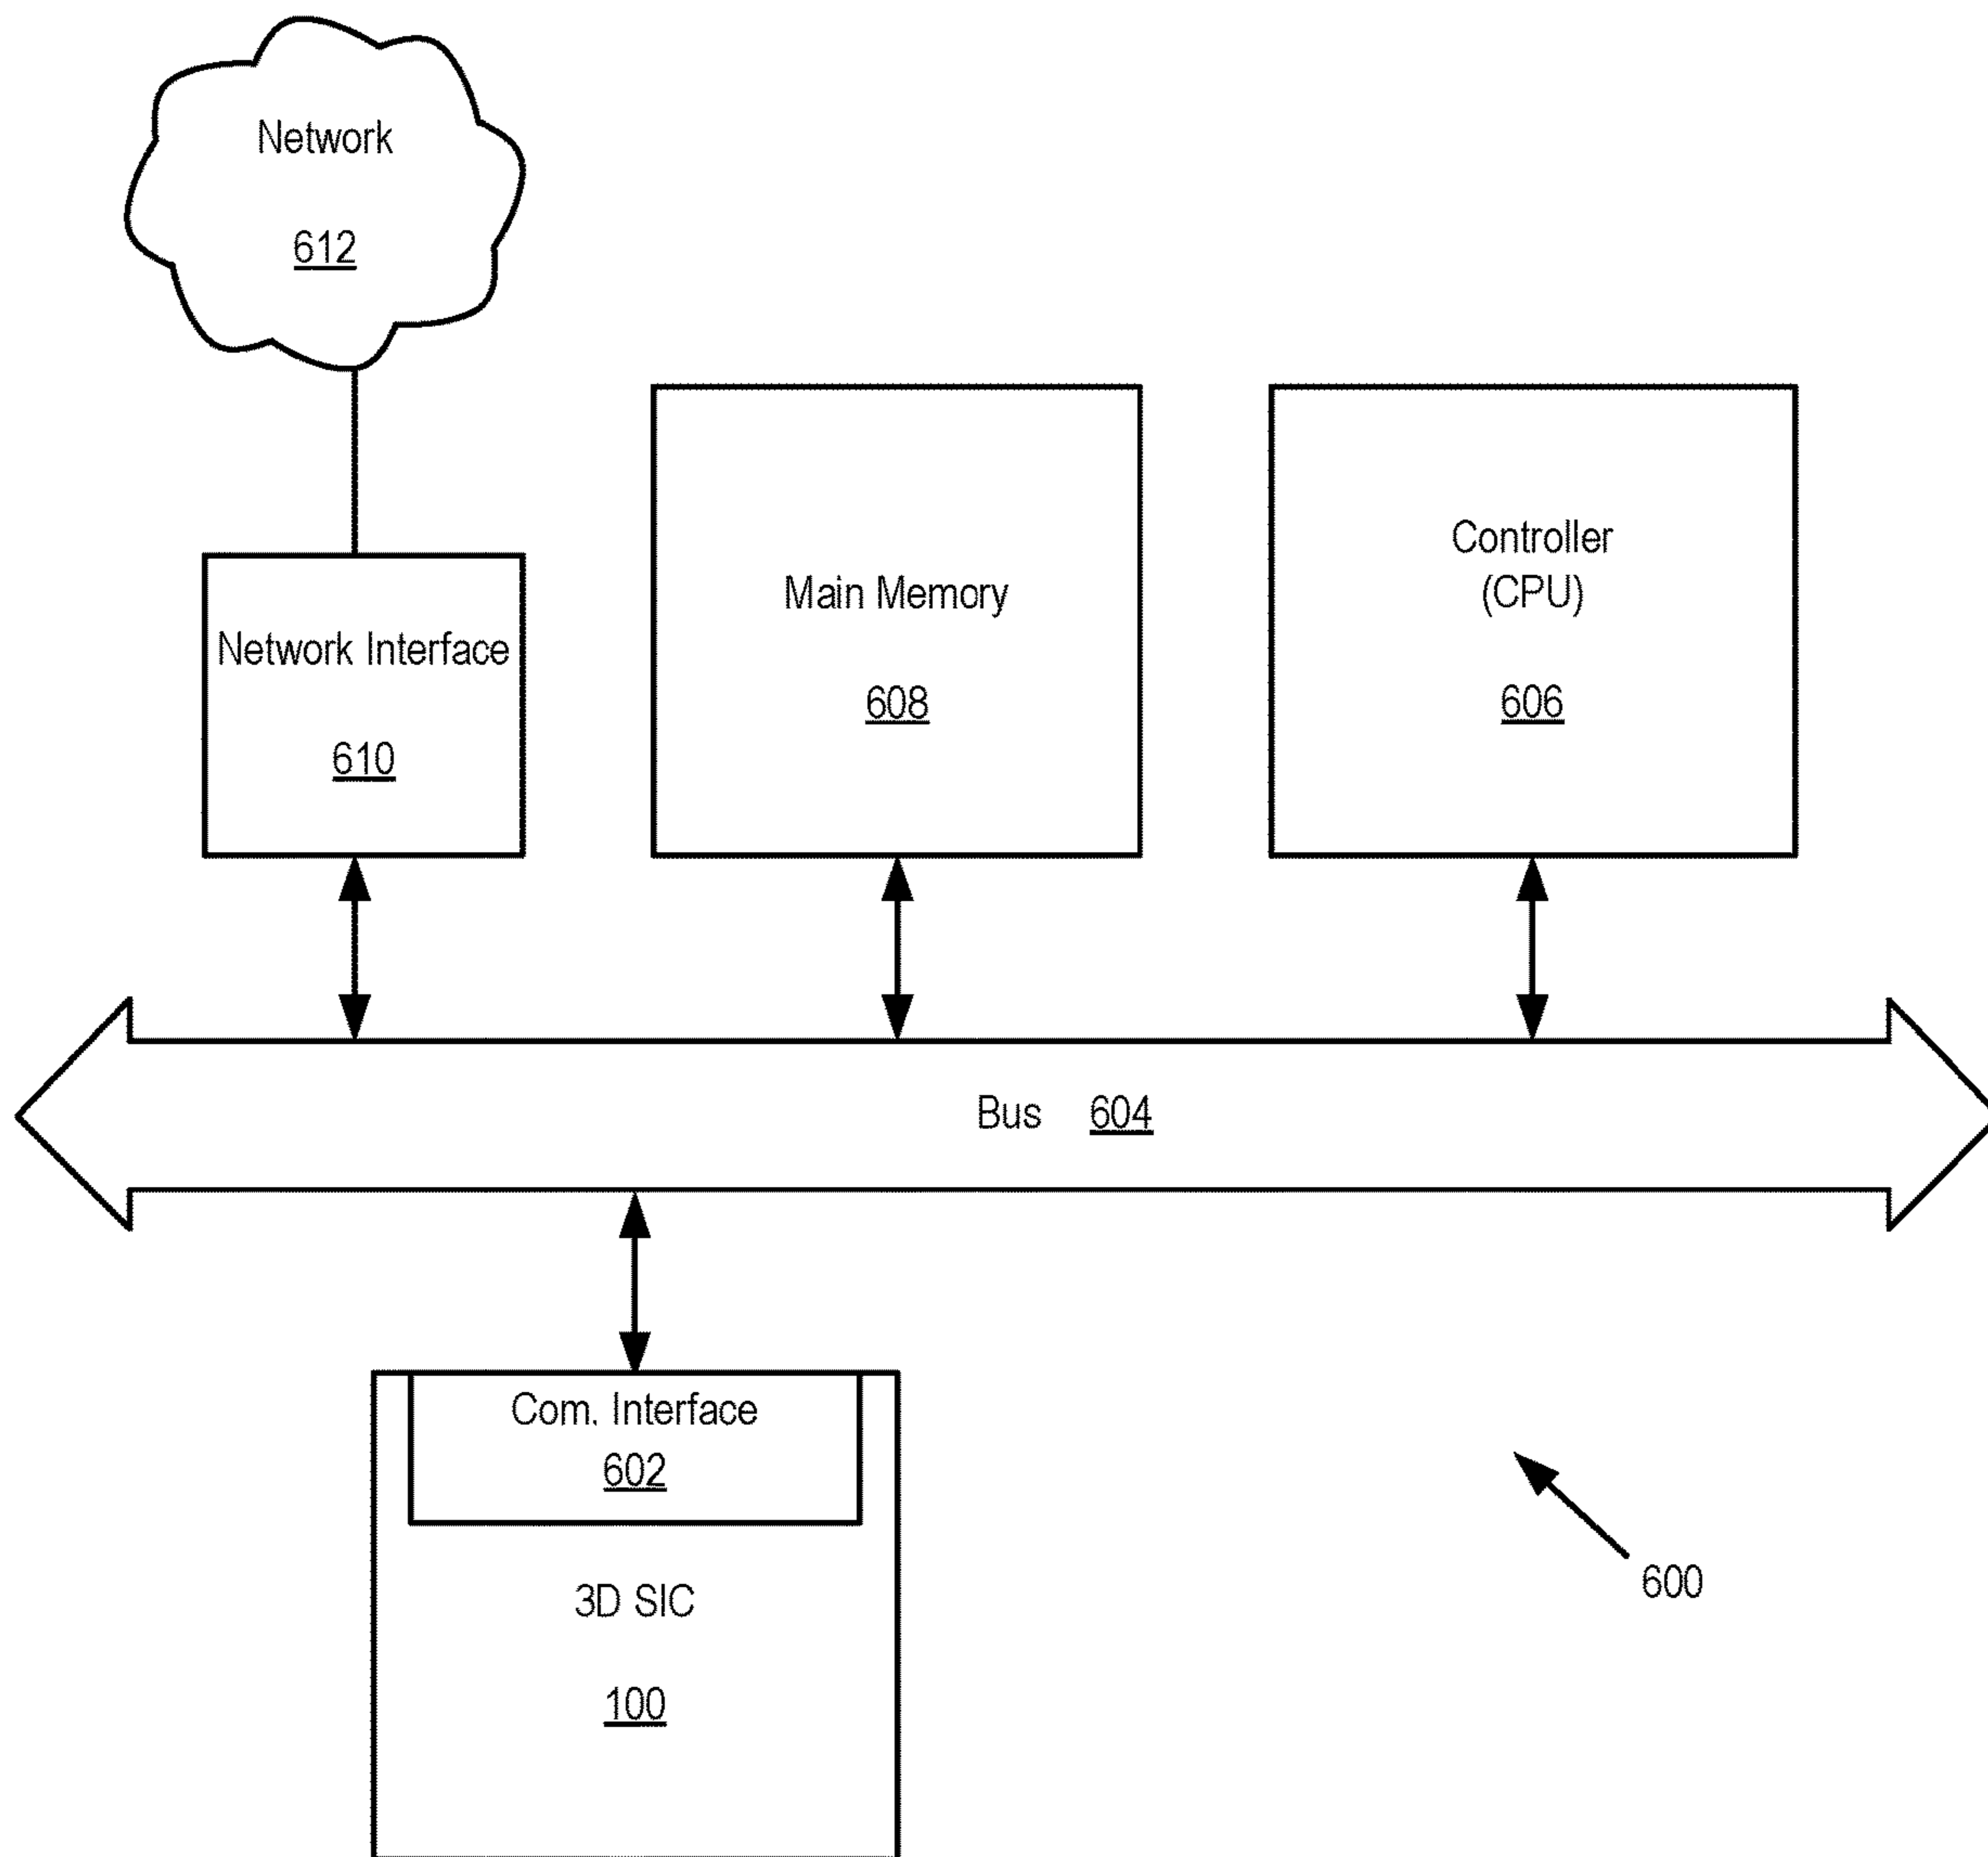 Network
612
Network Interface
610
Main Memory
608
Controller
(CPU)
606
Bus 604
Com. Interface
602
3D SIC
100
600